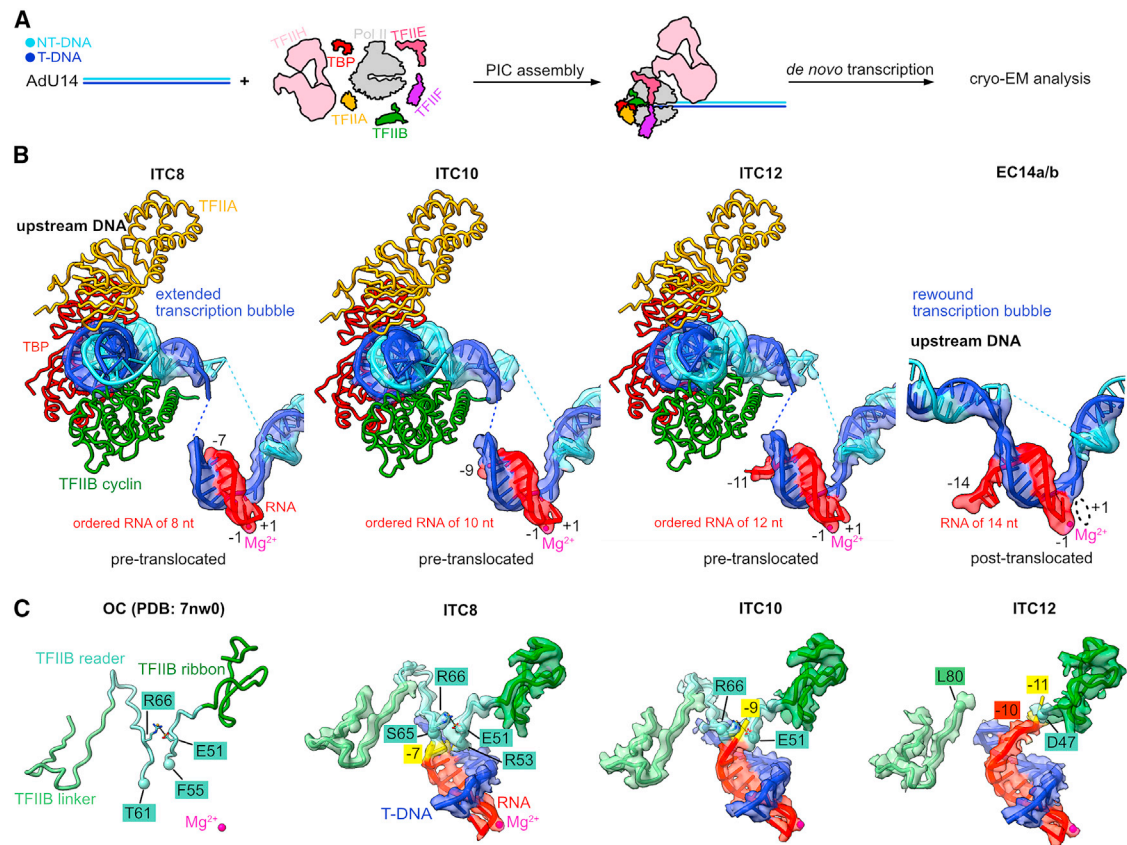 A
NT-DNA
T-DNA
AdU14
+
TFIIH
TBP
Pol II
TFIIE
TFIIF
TFIIA
TFIIB
PIC assembly
de novo transcription
cryo-EM analysis
B
ITC8
TFIIA
upstream DNA
extended
transcription bubble
TBP
TFIIB cyclin
-7
RNA
ordered RNA of 8 nt
+1
-1
Mg²⁺
pre-translocated
ITC10
-9
ordered RNA of 10 nt
+1
-1
Mg²⁺
pre-translocated
ITC12
-11
ordered RNA of 12 nt
+1
-1
Mg²⁺
pre-translocated
EC14a/b
rewound
transcription bubble
upstream DNA
-14
RNA of 14 nt
+1
-1
Mg²⁺
post-translocated
C
OC (PDB: 7nw0)
TFIIB reader
TFIIB ribbon
R66
E51
F55
T61
TFIIB linker
Mg²⁺
ITC8
R66
S65
E51
-7
R53
T-DNA
RNA
Mg²⁺
ITC10
R66
-9
E51
ITC12
L80
-11
-10
D47